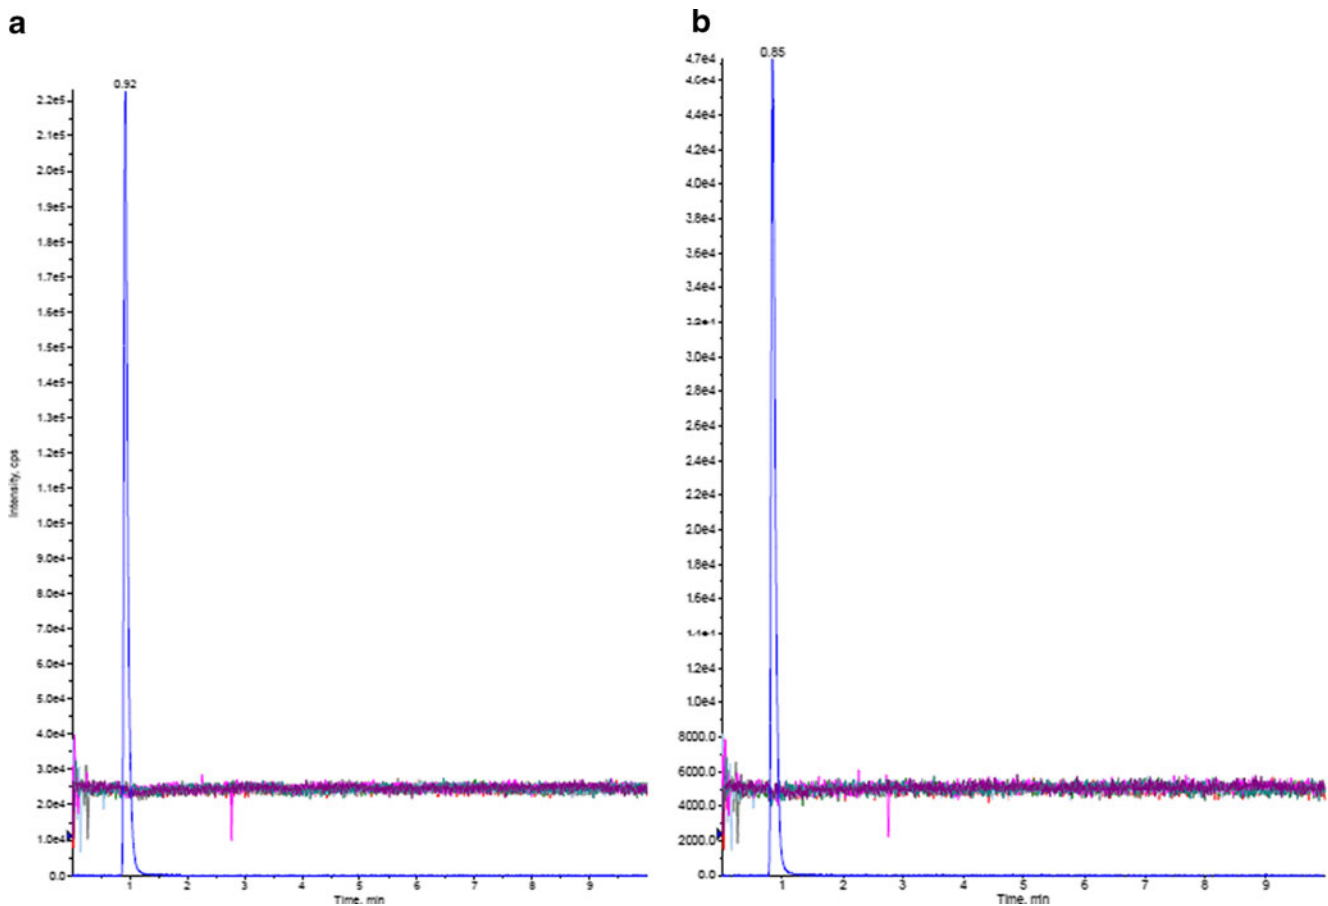 a
0.92
2.2e5
2.1e5
2.0e5
1.9e5
1.8e5
1.7e5
1.6e5
1.5e5
1.4e5
1.3e5
1.2e5
1.1e5
1.0e5
9.0e4
8.0e4
7.0e4
6.0e4
5.0e4
4.0e4
3.0e4
2.0e4
1.0e4
0.0
Intensity, cps
1 2 3 4 5 6 7 8 9
Time, min
b
0.85
4.7e4
4.6e4
4.4e4
4.2e4
4.0e4
3.8e4
3.6e4
3.4e4
3.2e4
3.0e4
2.8e4
2.6e4
2.4e4
2.2e4
2.0e4
1.8e4
1.6e4
1.4e4
1.2e4
1.0e4
8000.0
6000.0
4000.0
2000.0
0.0
1 2 3 4 5 6 7 8 9
Time, min